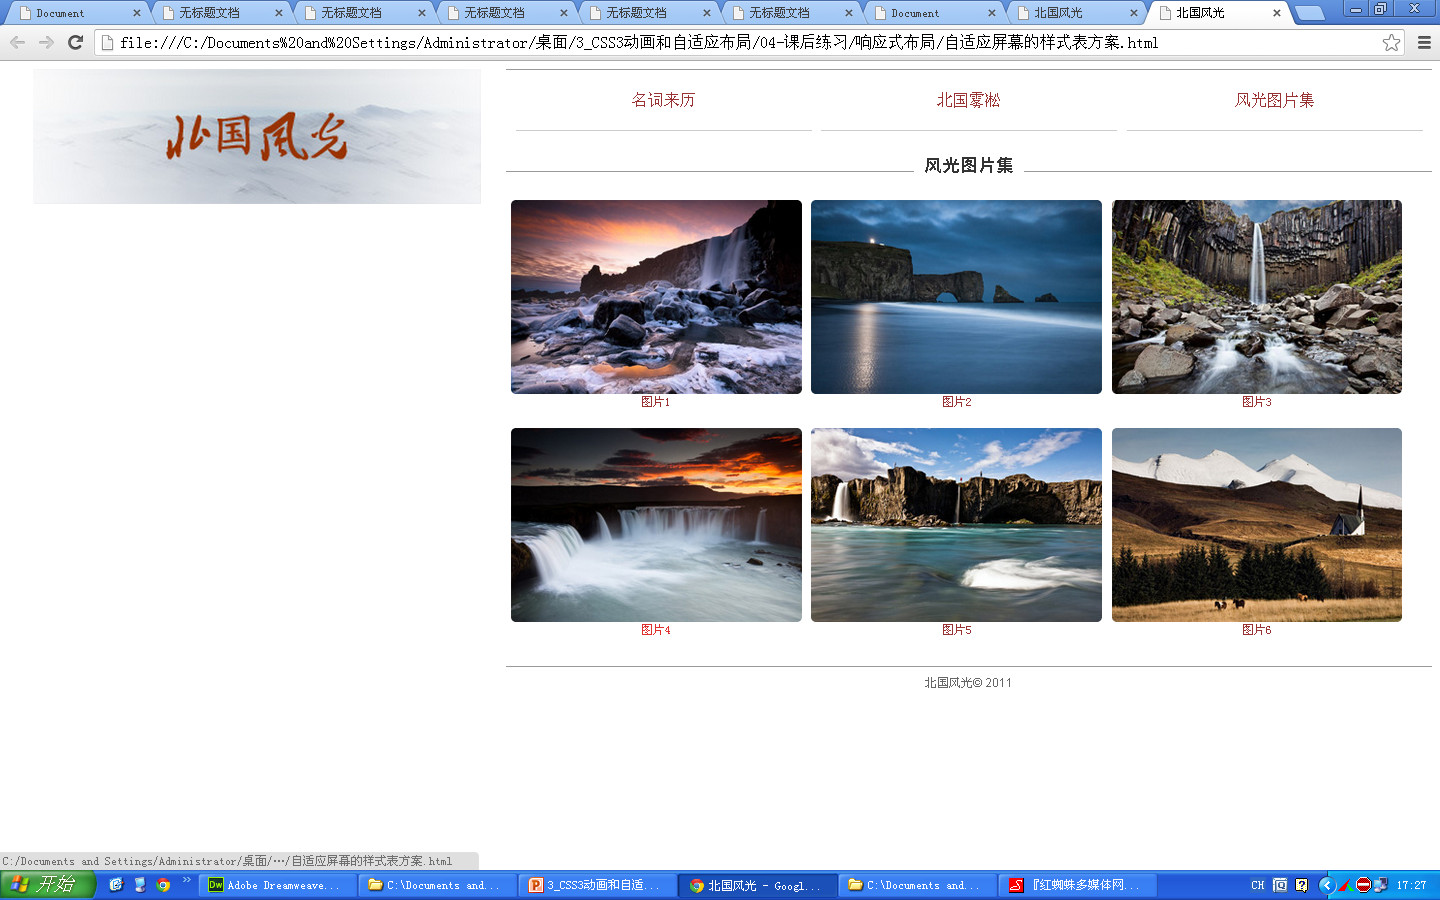 Document
无标题文档
无标题文档
无标题文档
无标题文档
无标题文档
Document
北国风光
北国风光
file:///C:/Documents%20and%20Settings/Administrator/桌面/3_CSS3动画和自适应布局/04-课后练习/响应式布局/自适应屏幕的样式表方案.html
北国风光
名词来历
北国雾凇
风光图片集
风光图片集
图片1
图片2
图片3
图片4
图片5
图片6
北国风光© 2011
C:/Documents and Settings/Administrator/桌面/…/自适应屏幕的样式表方案.html
开始
Dw
Adobe Dreamweave...
C:\Documents and...
3_CSS3动画和自适...
北国风光 - Googl...
C:\Documents and...
『红蜘蛛多媒体网...
CH
17:27